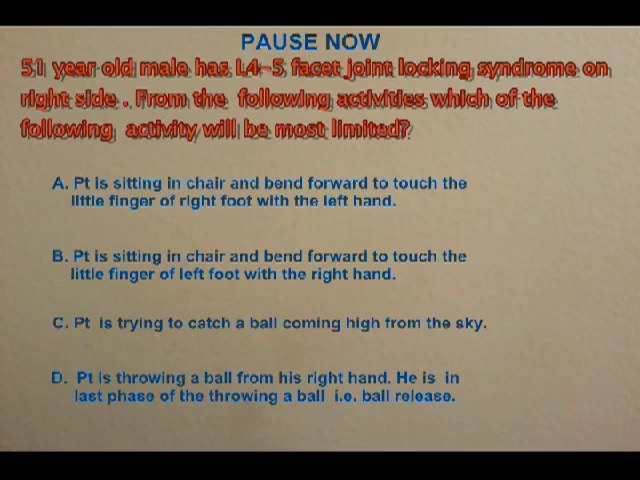 PAUSE NOW
51 year old male has L4-5 facet joint locking syndrome on
right side . From the following activities which of the
following activity will be most limited?
A. Pt is sitting in chair and bend forward to touch the
little finger of right foot with the left hand.
B. Pt is sitting in chair and bend forward to touch the
little finger of left foot with the right hand.
C. Pt is trying to catch a ball coming high from the sky.
D. Pt is throwing a ball from his right hand. He is in
last phase of the throwing a ball i.e. ball release.